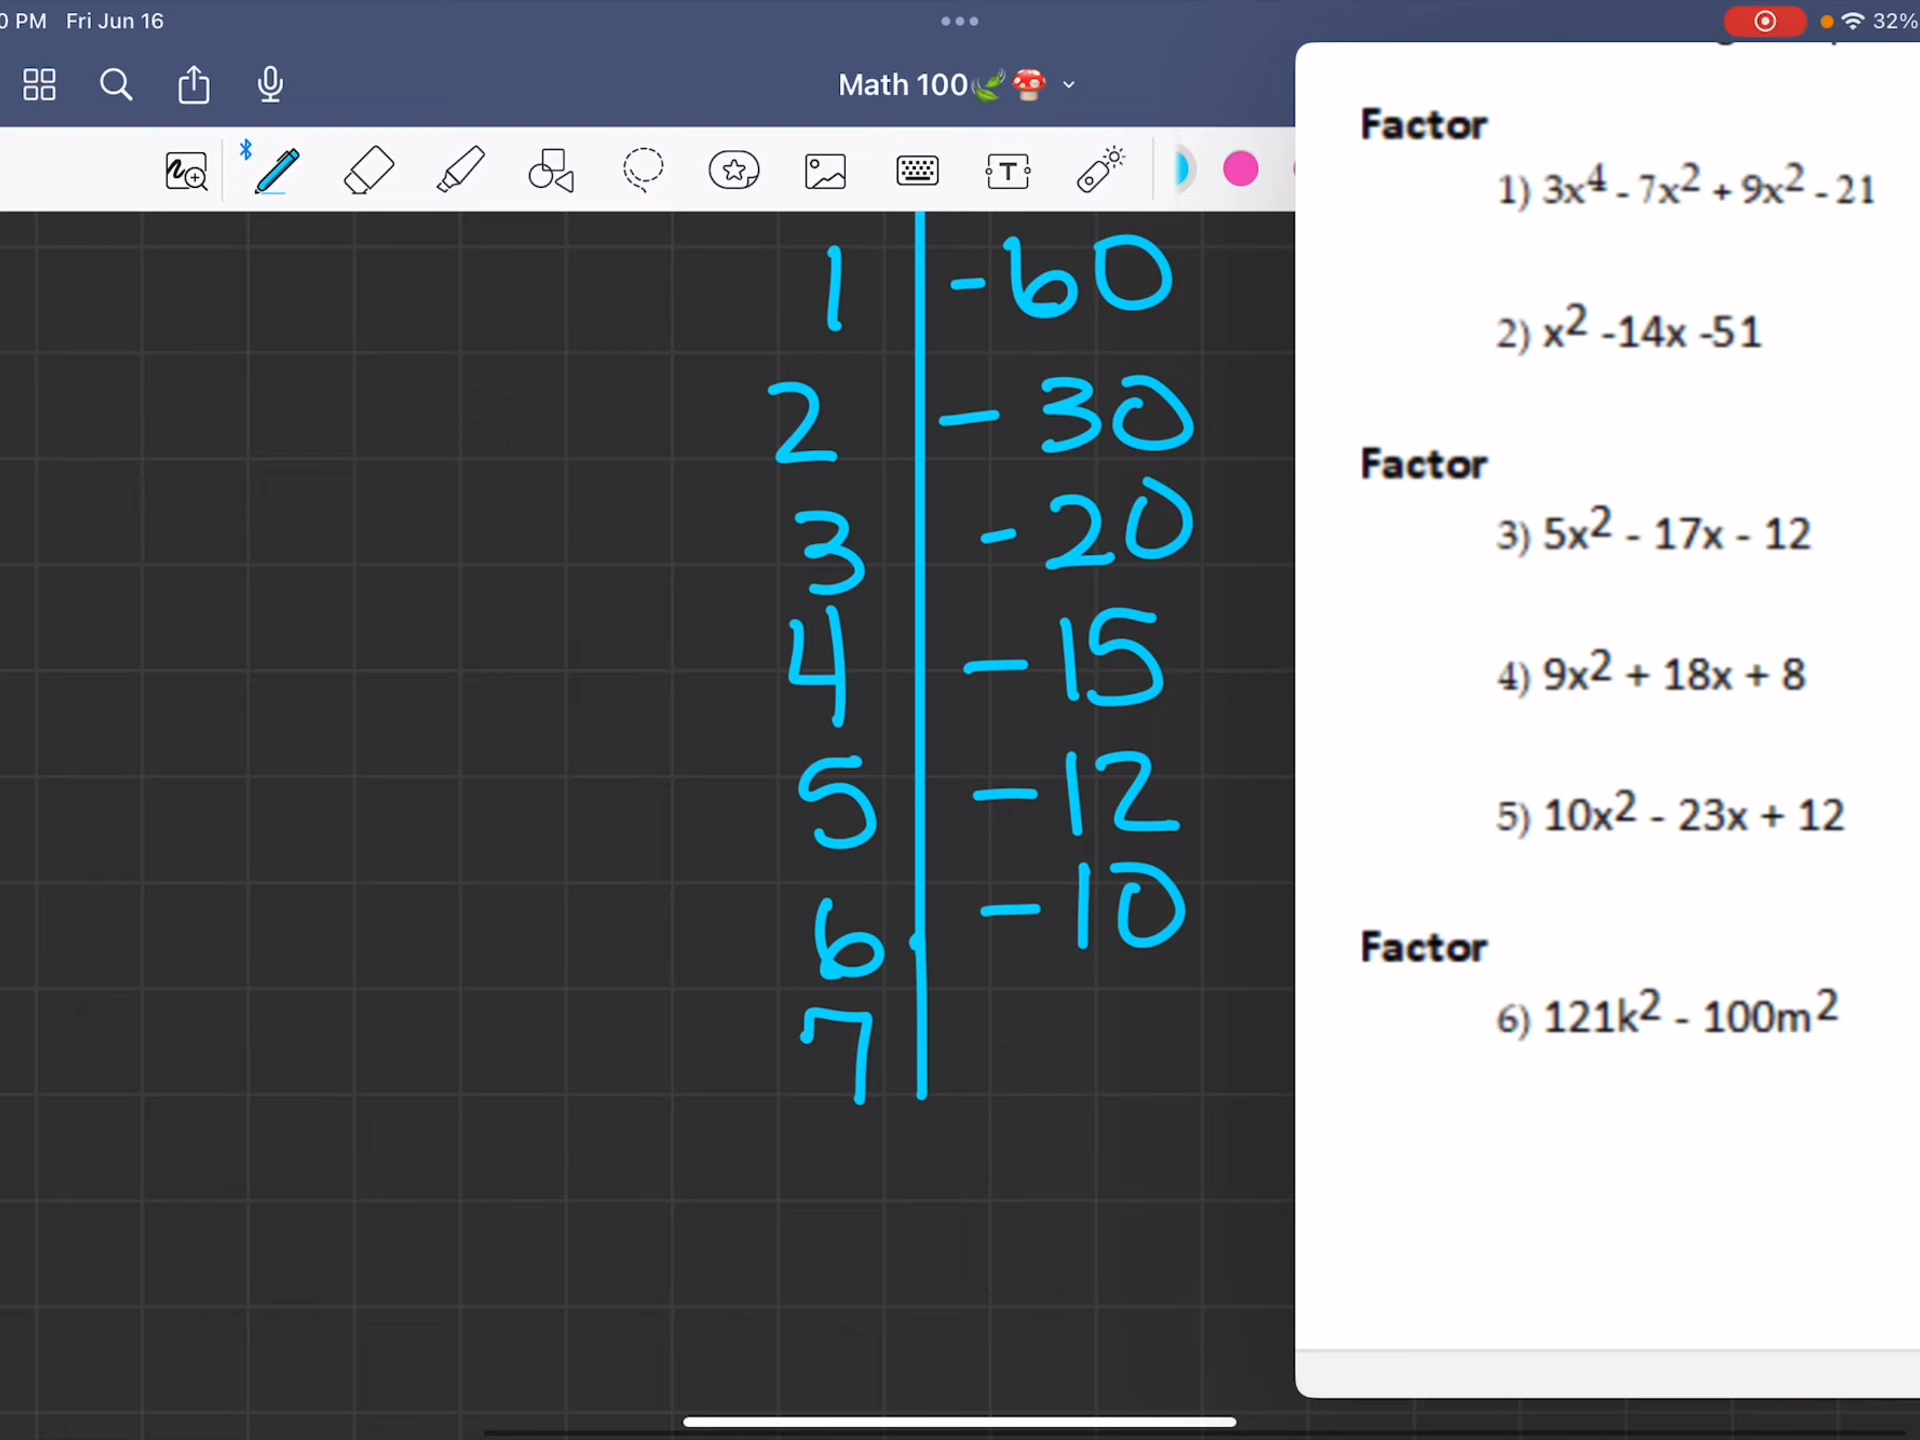 0 PM Fri Jun 16
32%
Math 100🌿🍄
T
1 -60
2 - 30
3 - 20
4 - 15
5 - 12
6 - 10
7
Factor
1) 3x⁴ - 7x² + 9x² - 21
2) x² -14x -51
Factor
3) 5x² - 17x - 12
4) 9x² + 18x + 8
5) 10x² - 23x + 12
Factor
6) 121k² - 100m²